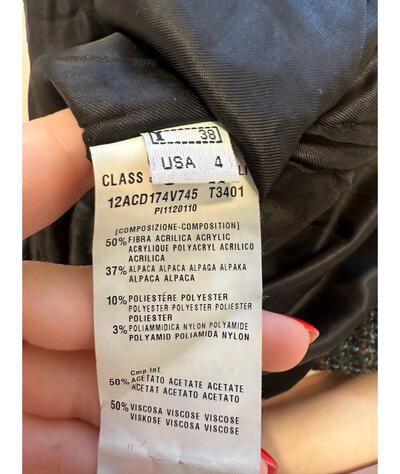 I 38
USA 4
CLASS
12ACD174V745 T3401
PI1120110
[COMPOSIZIONE-COMPOSITION]
50% FIBRA ACRILICA ACRYLIC
ACRYLIQUE POLYACRYL ACRILICO
ACRILICA
37% ALPACA ALPACA ALPAGA ALPAKA
ALPACA ALPACA
10% POLIESTERE POLYESTER
POLYESTER POLYESTER POLIESTER
POLIESTER
3% POLIAMMIDICA NYLON POLYAMIDE
POLYAMID POLIAMIDA NYLON
Cmp.Int.
50% ACETATO ACETATE ACETATE
ACETAT ACETATO ACETATO
50% VISCOSA VISCOSE VISCOSE
VISKOSE VISCOSA VISCOSE